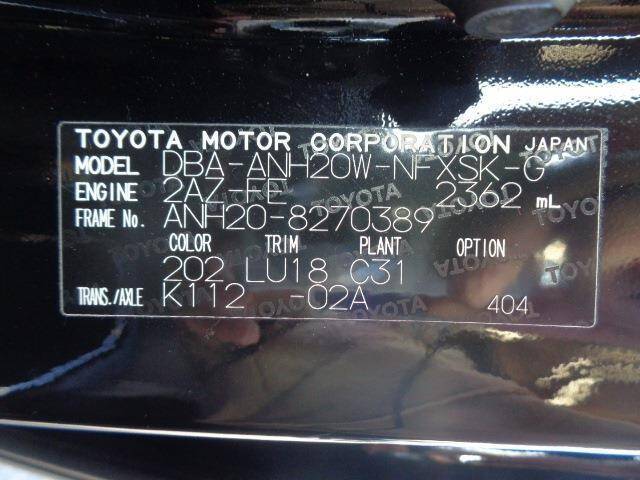 TOYOTA MOTOR CORPORATION JAPAN
MODEL DBA-ANH20W-NFXSK-G
ENGINE 2AZ-FE 2362 mL
FRAME No. ANH20-8270389
COLOR TRIM PLANT OPTION
202 LU18 C31
TRANS./AXLE K112 -02A 404